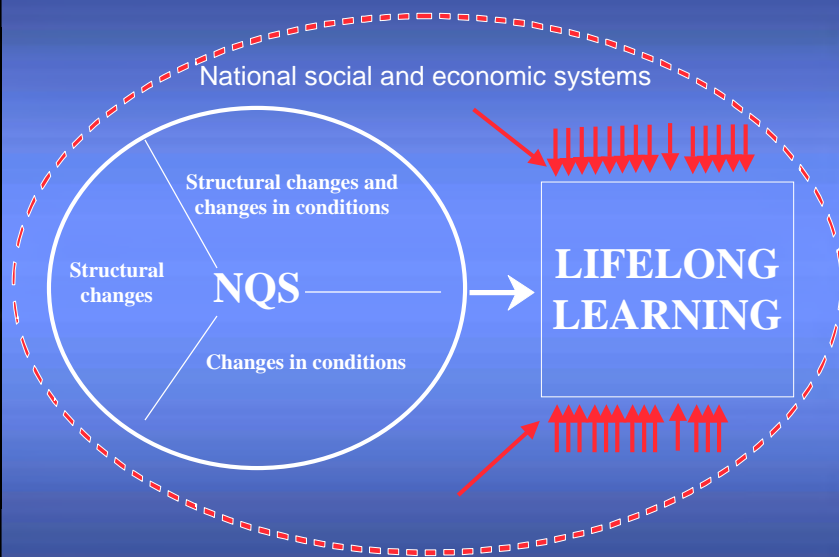 National social and economic systems
Structural changes and
changes in conditions
Structural
changes
NQS
Changes in conditions
LIFELONG
LEARNING